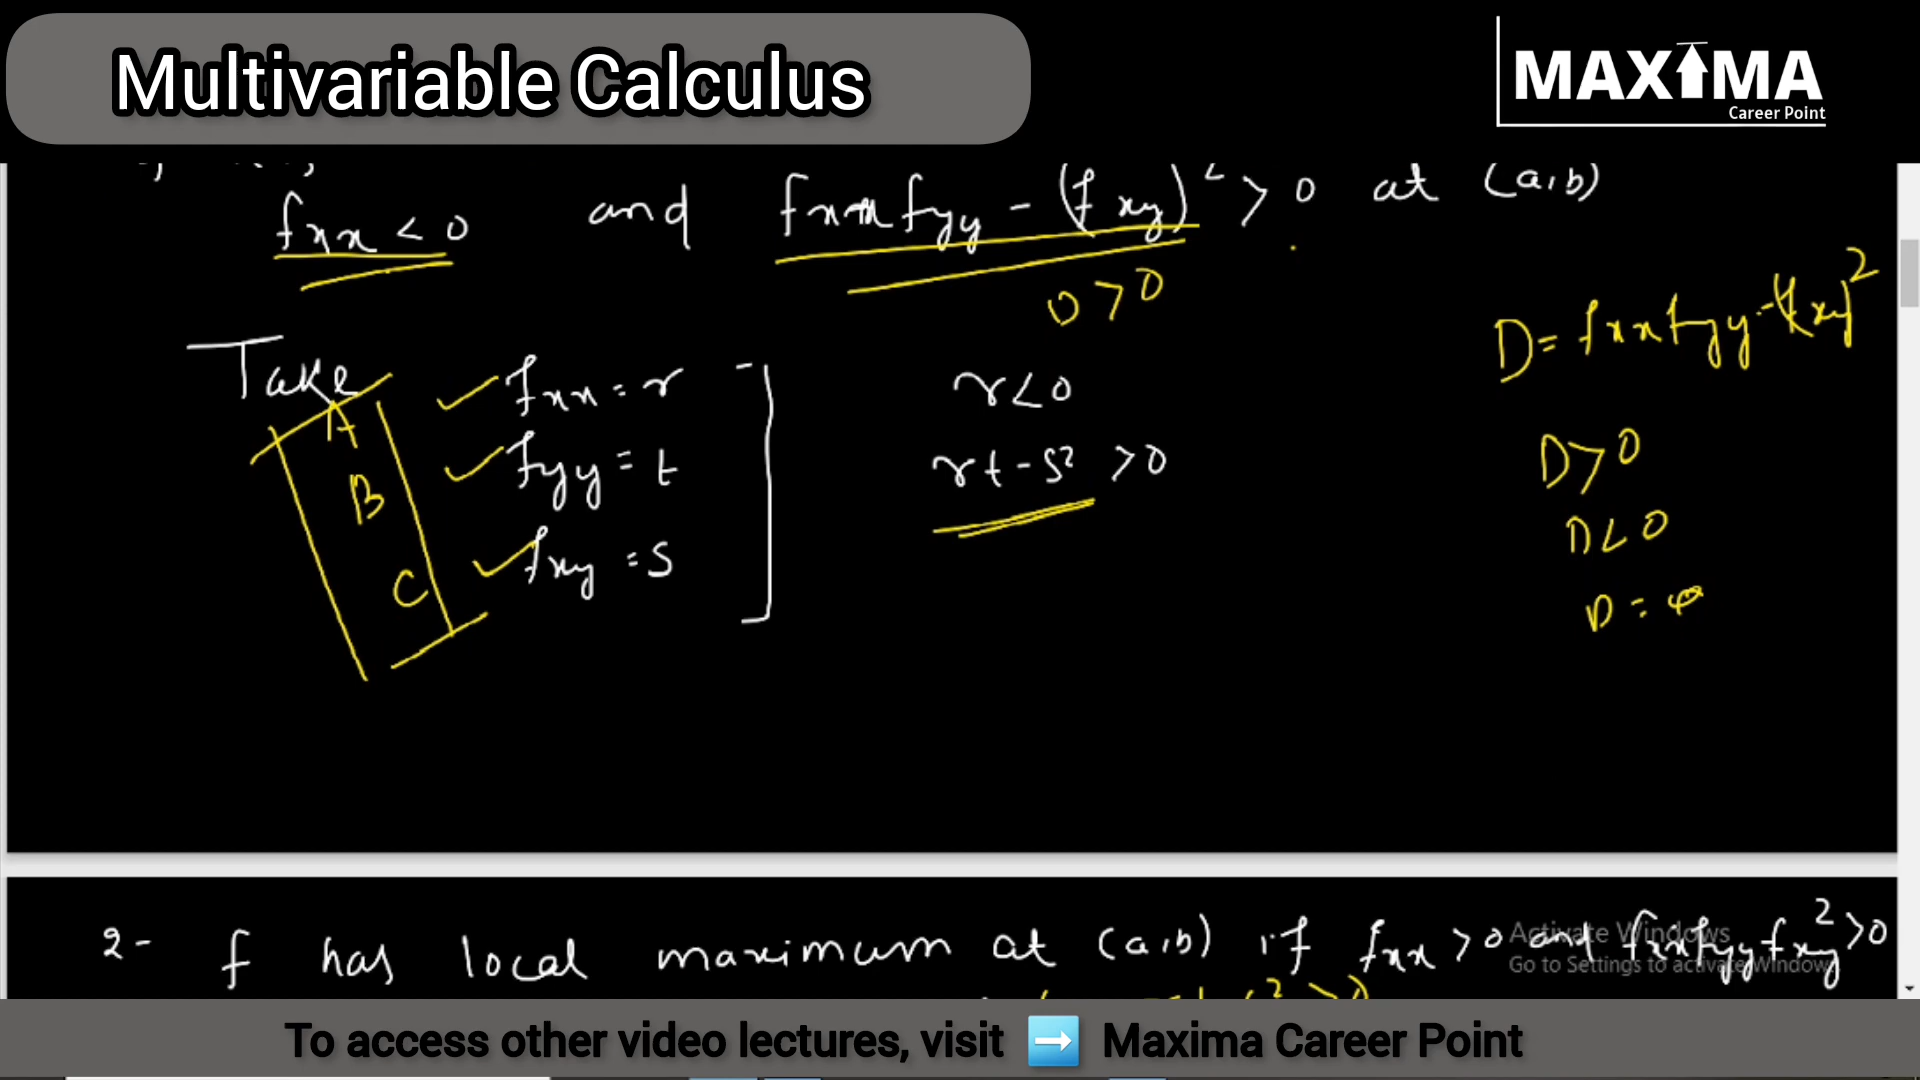 Multivariable Calculus
MAXIMA
Career Point
fxx < 0 and fxx fyy - (fxy)² > 0 at (a,b)
D > 0
D = fxx fyy - (fxy)²
Take
A
B
C
fxx = r
fyy = t
fxy = s
r < 0
rt - s² > 0
D > 0
D < 0
D =
2- f has local maximum at (a,b) if fxx > 0 and fxx fyy fxy² > 0
Activate Windows
Go to Settings to activate Windows.
To access other video lectures, visit ➡ Maxima Career Point